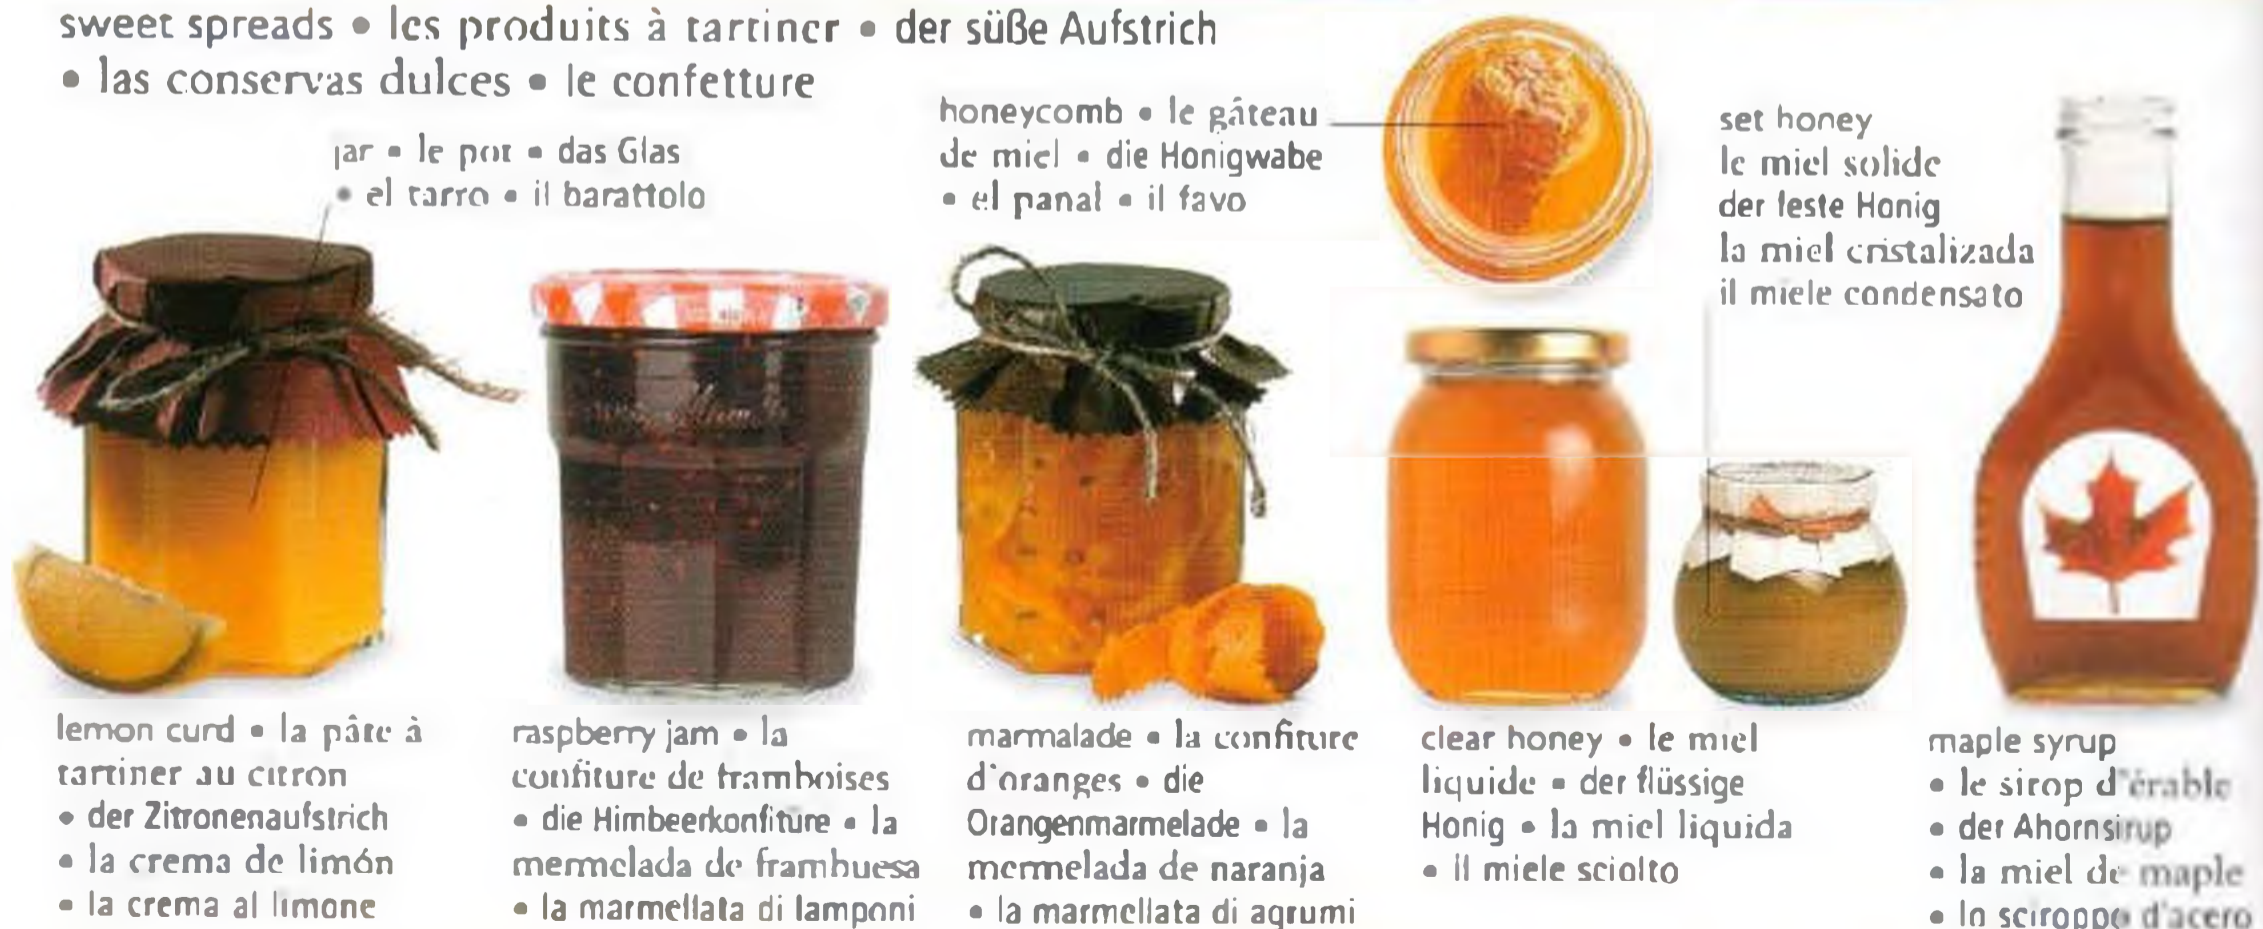 sweet spreads • les produits à tartiner • der süße Aufstrich
• las conservas dulces • le confetture
jar • le pot • das Glas
• el tarro • il barattolo
honeycomb • le gâteau
de miel • die Honigwabe
• el panal • il favo
set honey
le miel solide
der feste Honig
la miel cristalizada
il miele condensato
lemon curd • la pâte à
tartiner au citron
• der Zitronenaufstrich
• la crema de limón
• la crema al limone
raspberry jam • la
confiture de framboises
• die Himbeerkonfitüre • la
mermelada de frambuesa
• la marmellata di lamponi
marmalade • la confiture
d'oranges • die
Orangenmarmelade • la
mermelada de naranja
• la marmellata di agrumi
clear honey • le miel
liquide • der flüssige
Honig • la miel líquida
• il miele sciolto
maple syrup
• le sirop d'érable
• der Ahornsirup
• la miel de maple
• lo sciroppo d'acero